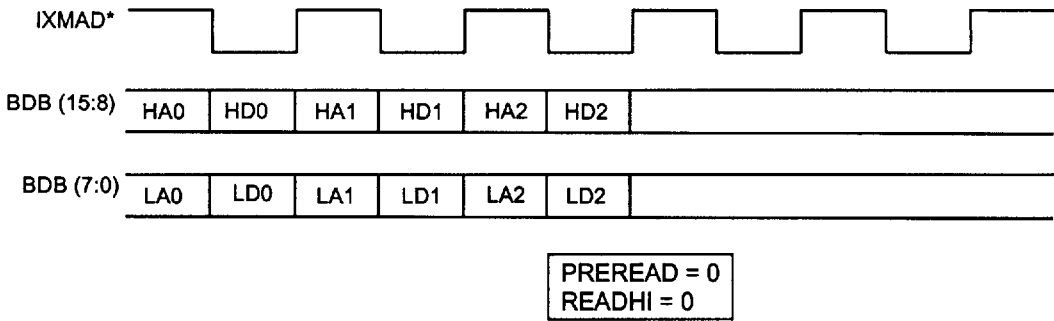 IXMAD*
BDB (15:8) HA0 HD0 HA1 HD1 HA2 HD2
BDB (7:0) LA0 LD0 LA1 LD1 LA2 LD2
PREREAD = 0
READHI = 0